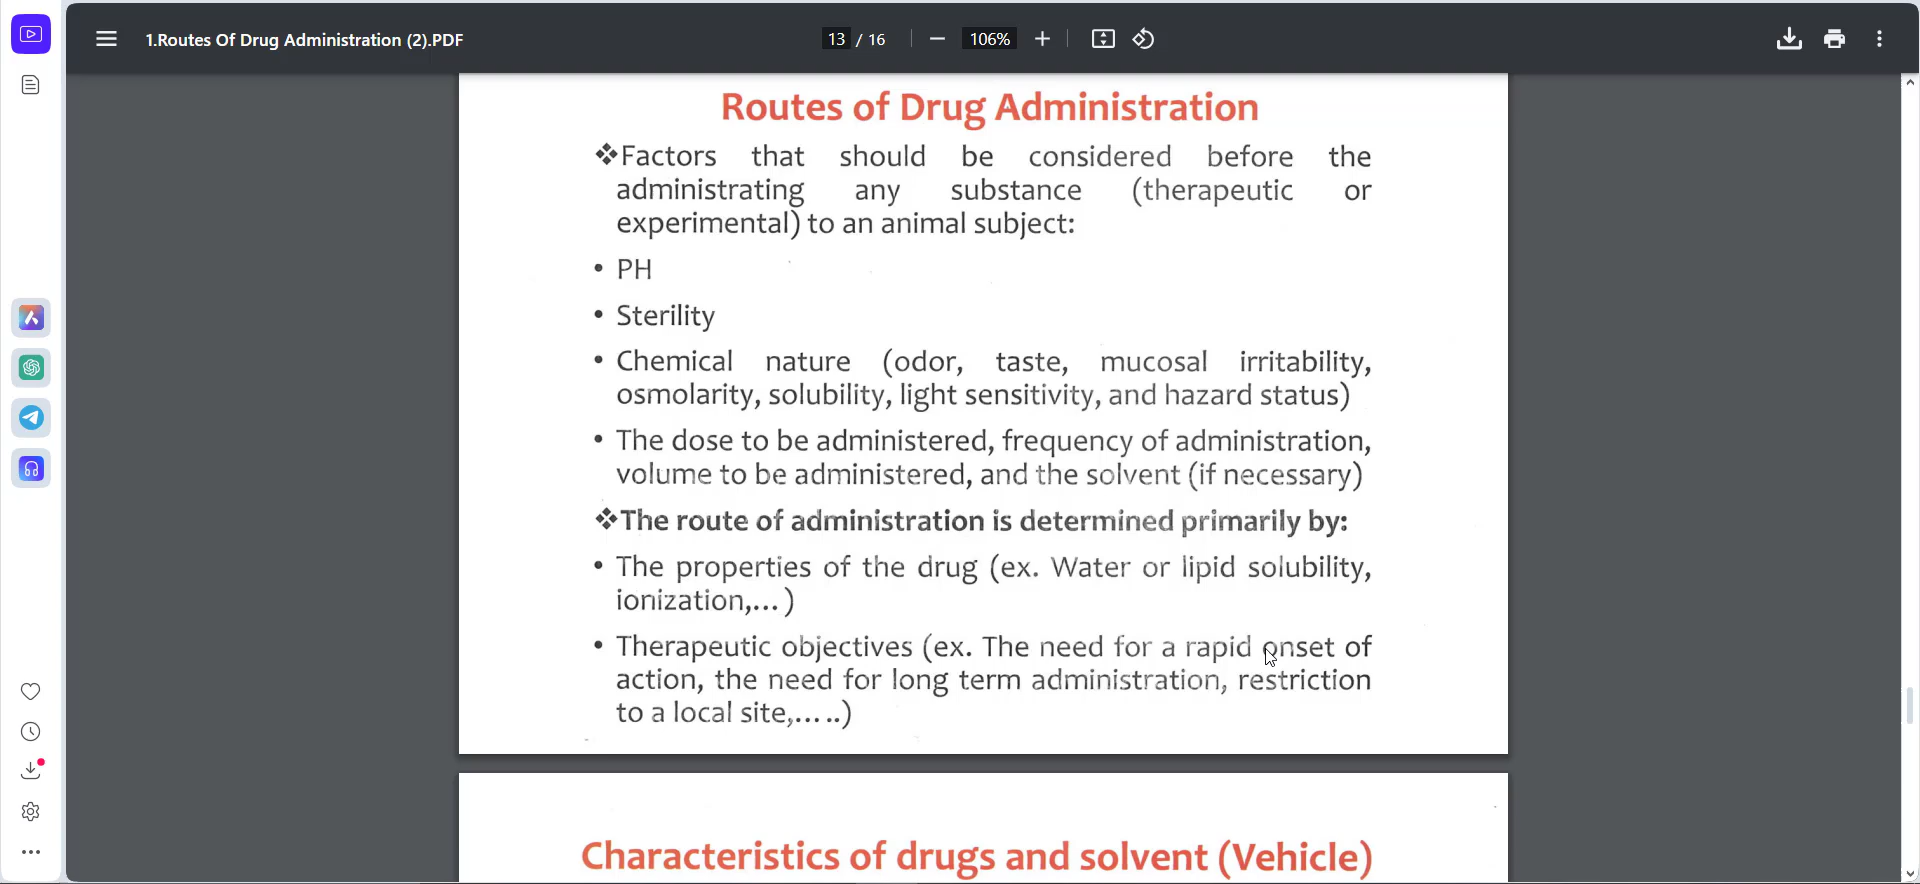 1.Routes Of Drug Administration (2).PDF
13 / 16
106%
Routes of Drug Administration
❖Factors that should be considered before the
administrating any substance (therapeutic or
experimental) to an animal subject:
• PH
• Sterility
• Chemical nature (odor, taste, mucosal irritability,
osmolarity, solubility, light sensitivity, and hazard status)
• The dose to be administered, frequency of administration,
volume to be administered, and the solvent (if necessary)
❖The route of administration is determined primarily by:
• The properties of the drug (ex. Water or lipid solubility,
ionization,...)
• Therapeutic objectives (ex. The need for a rapid onset of
action, the need for long term administration, restriction
to a local site,.... ..)
Characteristics of drugs and solvent (Vehicle)